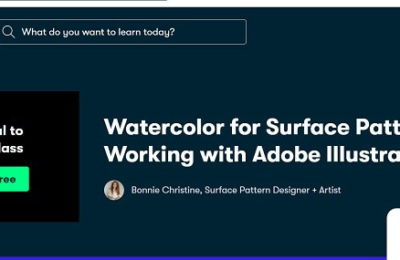 What do you want to learn today?
al to
lass
ree
Watercolor for Surface Patt
Working with Adobe Illustra
Bonnie Christine, Surface Pattern Designer + Artist